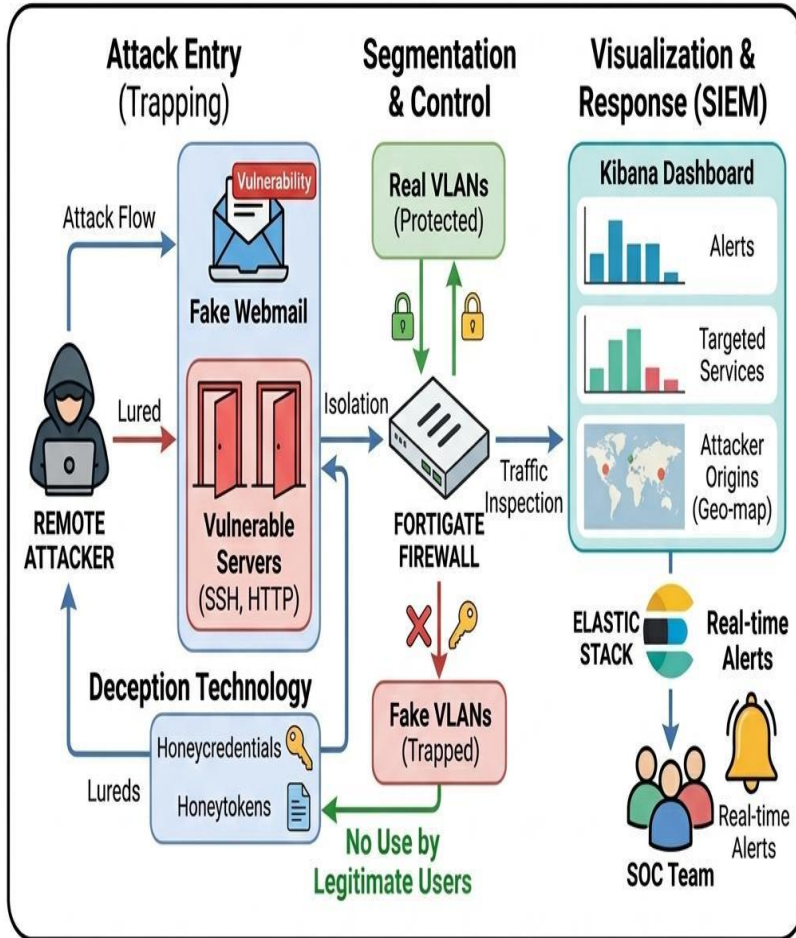 Attack Entry
(Trapping)
Segmentation
& Control
Visualization &
Response (SIEM)
Vulnerability
Attack Flow
Fake Webmail
Lured
REMOTE
ATTACKER
Vulnerable
Servers
(SSH, HTTP)
Isolation
Real VLANs
(Protected)
FORTIGATE
FIREWALL
Traffic
Inspection
Kibana Dashboard
Alerts
Targeted
Services
Attacker
Origins
(Geo-map)
Deception Technology
Honeycredentials
Honeytokens
Lureds
Fake VLANs
(Trapped)
No Use by
Legitimate Users
ELASTIC
STACK
Real-time
Alerts
Real-time
Alerts
SOC Team